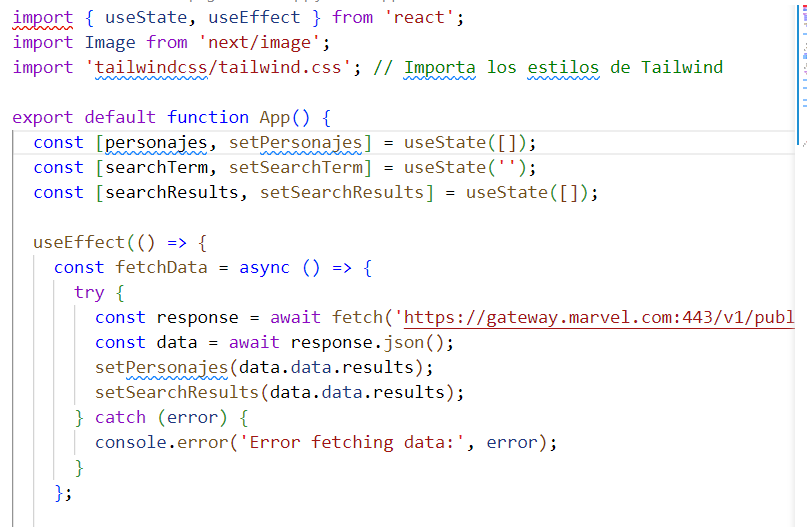 import { useState, useEffect } from 'react';
import Image from 'next/image';
import 'tailwindcss/tailwind.css'; // Importa los estilos de Tailwind
export default function App() {
const [personajes, setPersonajes] = useState([]);
const [searchTerm, setSearchTerm] = useState('');
const [searchResults, setSearchResults] = useState([]);
useEffect(() => {
const fetchData = async () => {
try {
const response = await fetch('https://gateway.marvel.com:443/v1/publ
const data = await response.json();
setPersonajes(data.data.results);
setSearchResults(data.data.results);
} catch (error) {
console.error('Error fetching data:', error);
}
};